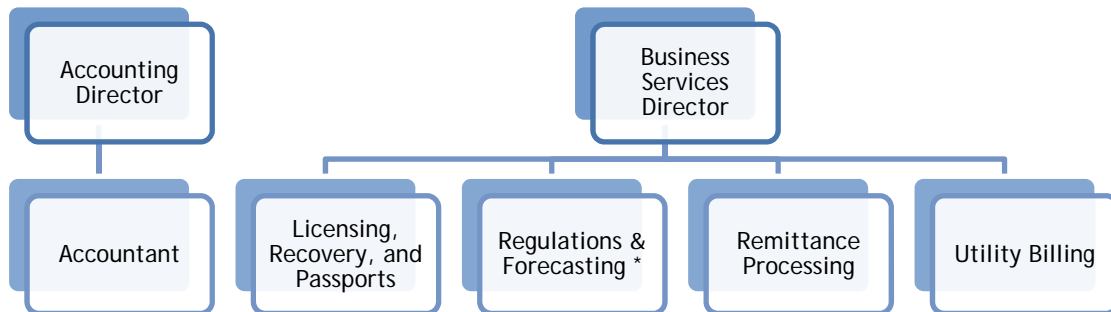 Accounting
Director
Business
Services
Director
Accountant
Licensing,
Recovery, and
Passports
Regulations &
Forecasting *
Remittance
Processing
Utility Billing